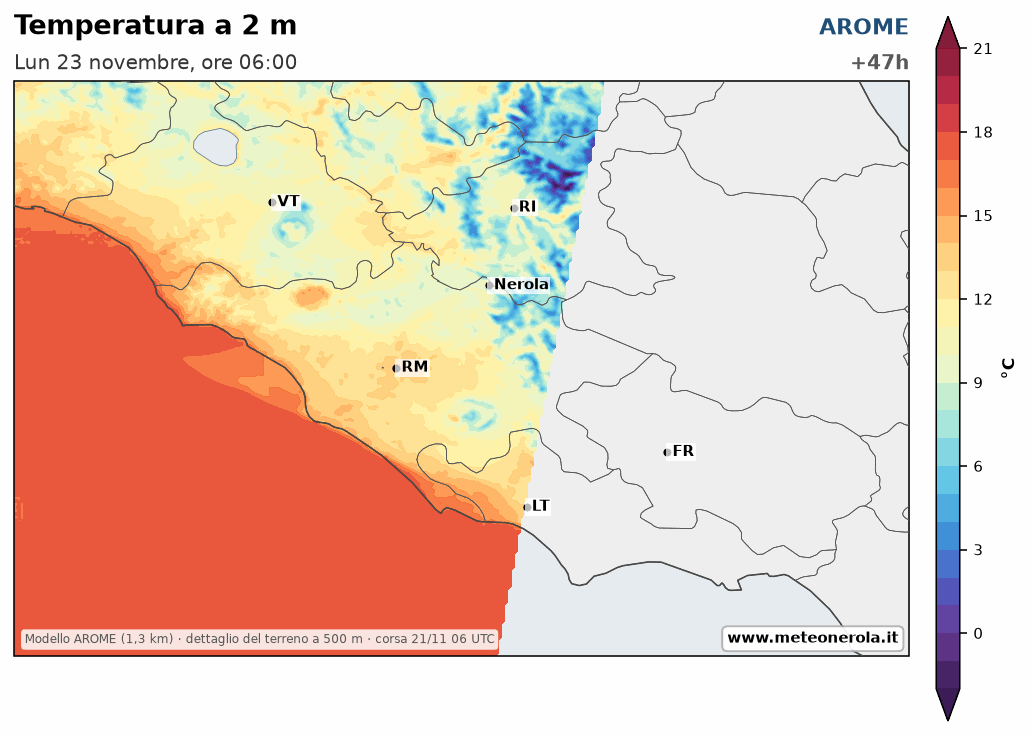 Temperatura a 2 m
AROME
Lun 23 novembre, ore 06:00
+47h
VT
RI
Nerola
RM
FR
LT
Modello AROME (1,3 km) · dettaglio del terreno a 500 m · corsa 21/11 06 UTC
www.meteonerola.it
21
18
15
12
9
6
3
0
°C